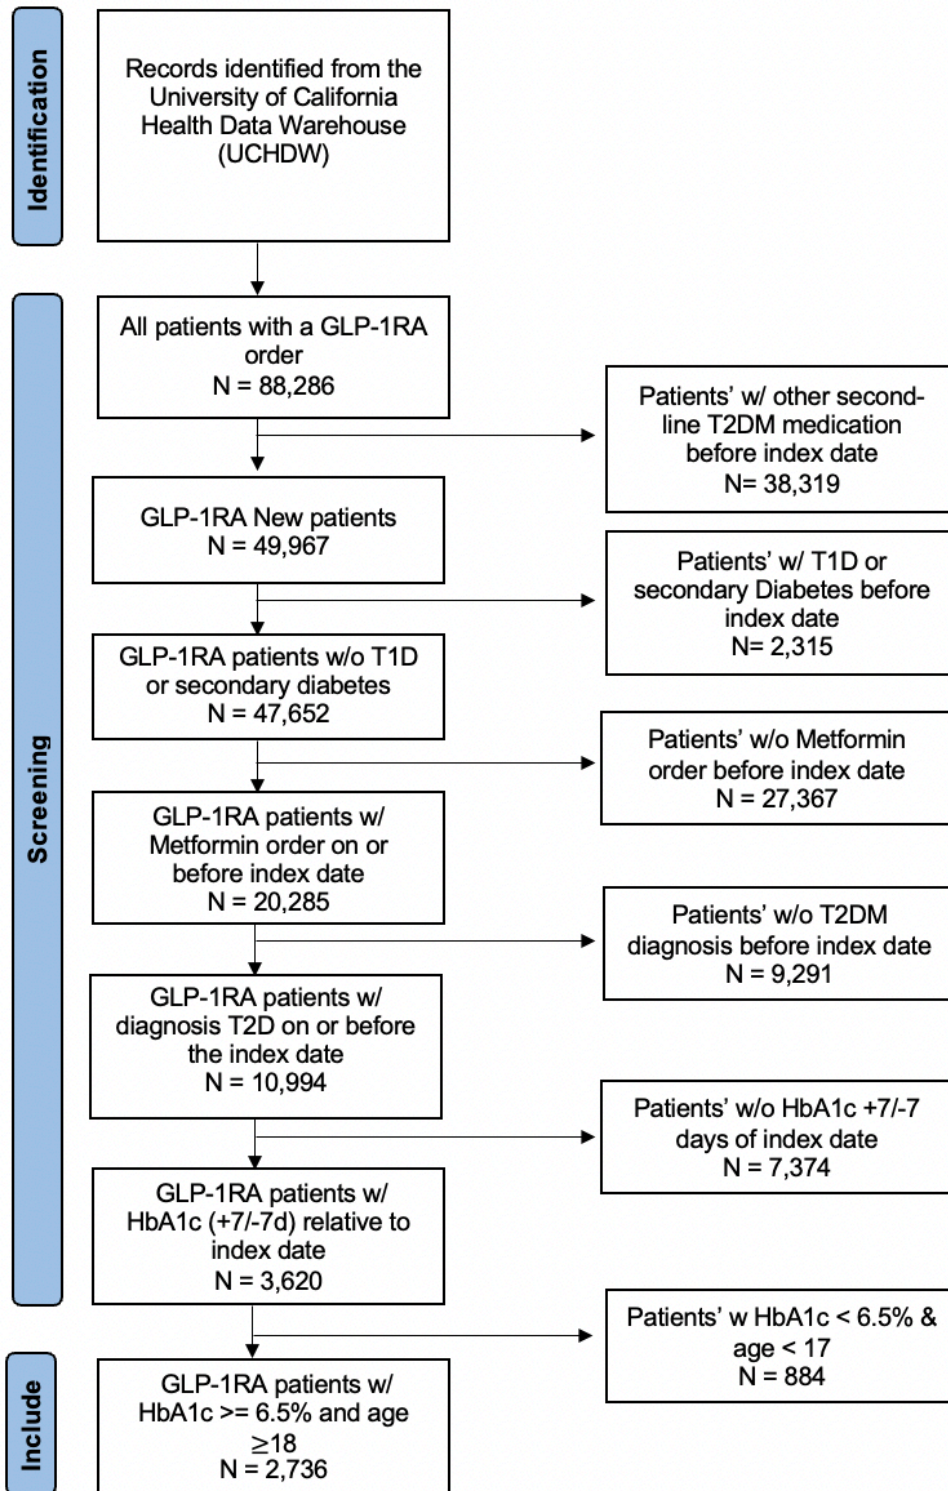 Identification
Records identified from the
University of California
Health Data Warehouse
(UCHDW)
Screening
All patients with a GLP-1RA
order
N = 88,286
Patients’ w/ other second-
line T2DM medication
before index date
N= 38,319
GLP-1RA New patients
N = 49,967
Patients’ w/ T1D or
secondary Diabetes before
index date
N= 2,315
GLP-1RA patients w/o T1D
or secondary diabetes
N = 47,652
Patients’ w/o Metformin
order before index date
N = 27,367
GLP-1RA patients w/
Metformin order on or
before index date
N = 20,285
Patients’ w/o T2DM
diagnosis before index date
N = 9,291
GLP-1RA patients w/
diagnosis T2D on or before
the index date
N = 10,994
Patients’ w/o HbA1c +7/-7
days of index date
N = 7,374
GLP-1RA patients w/
HbA1c (+7/-7d) relative to
index date
N = 3,620
Patients’ w HbA1c < 6.5% &
age < 17
N = 884
Include
GLP-1RA patients w/
HbA1c >= 6.5% and age
≥18
N = 2,736